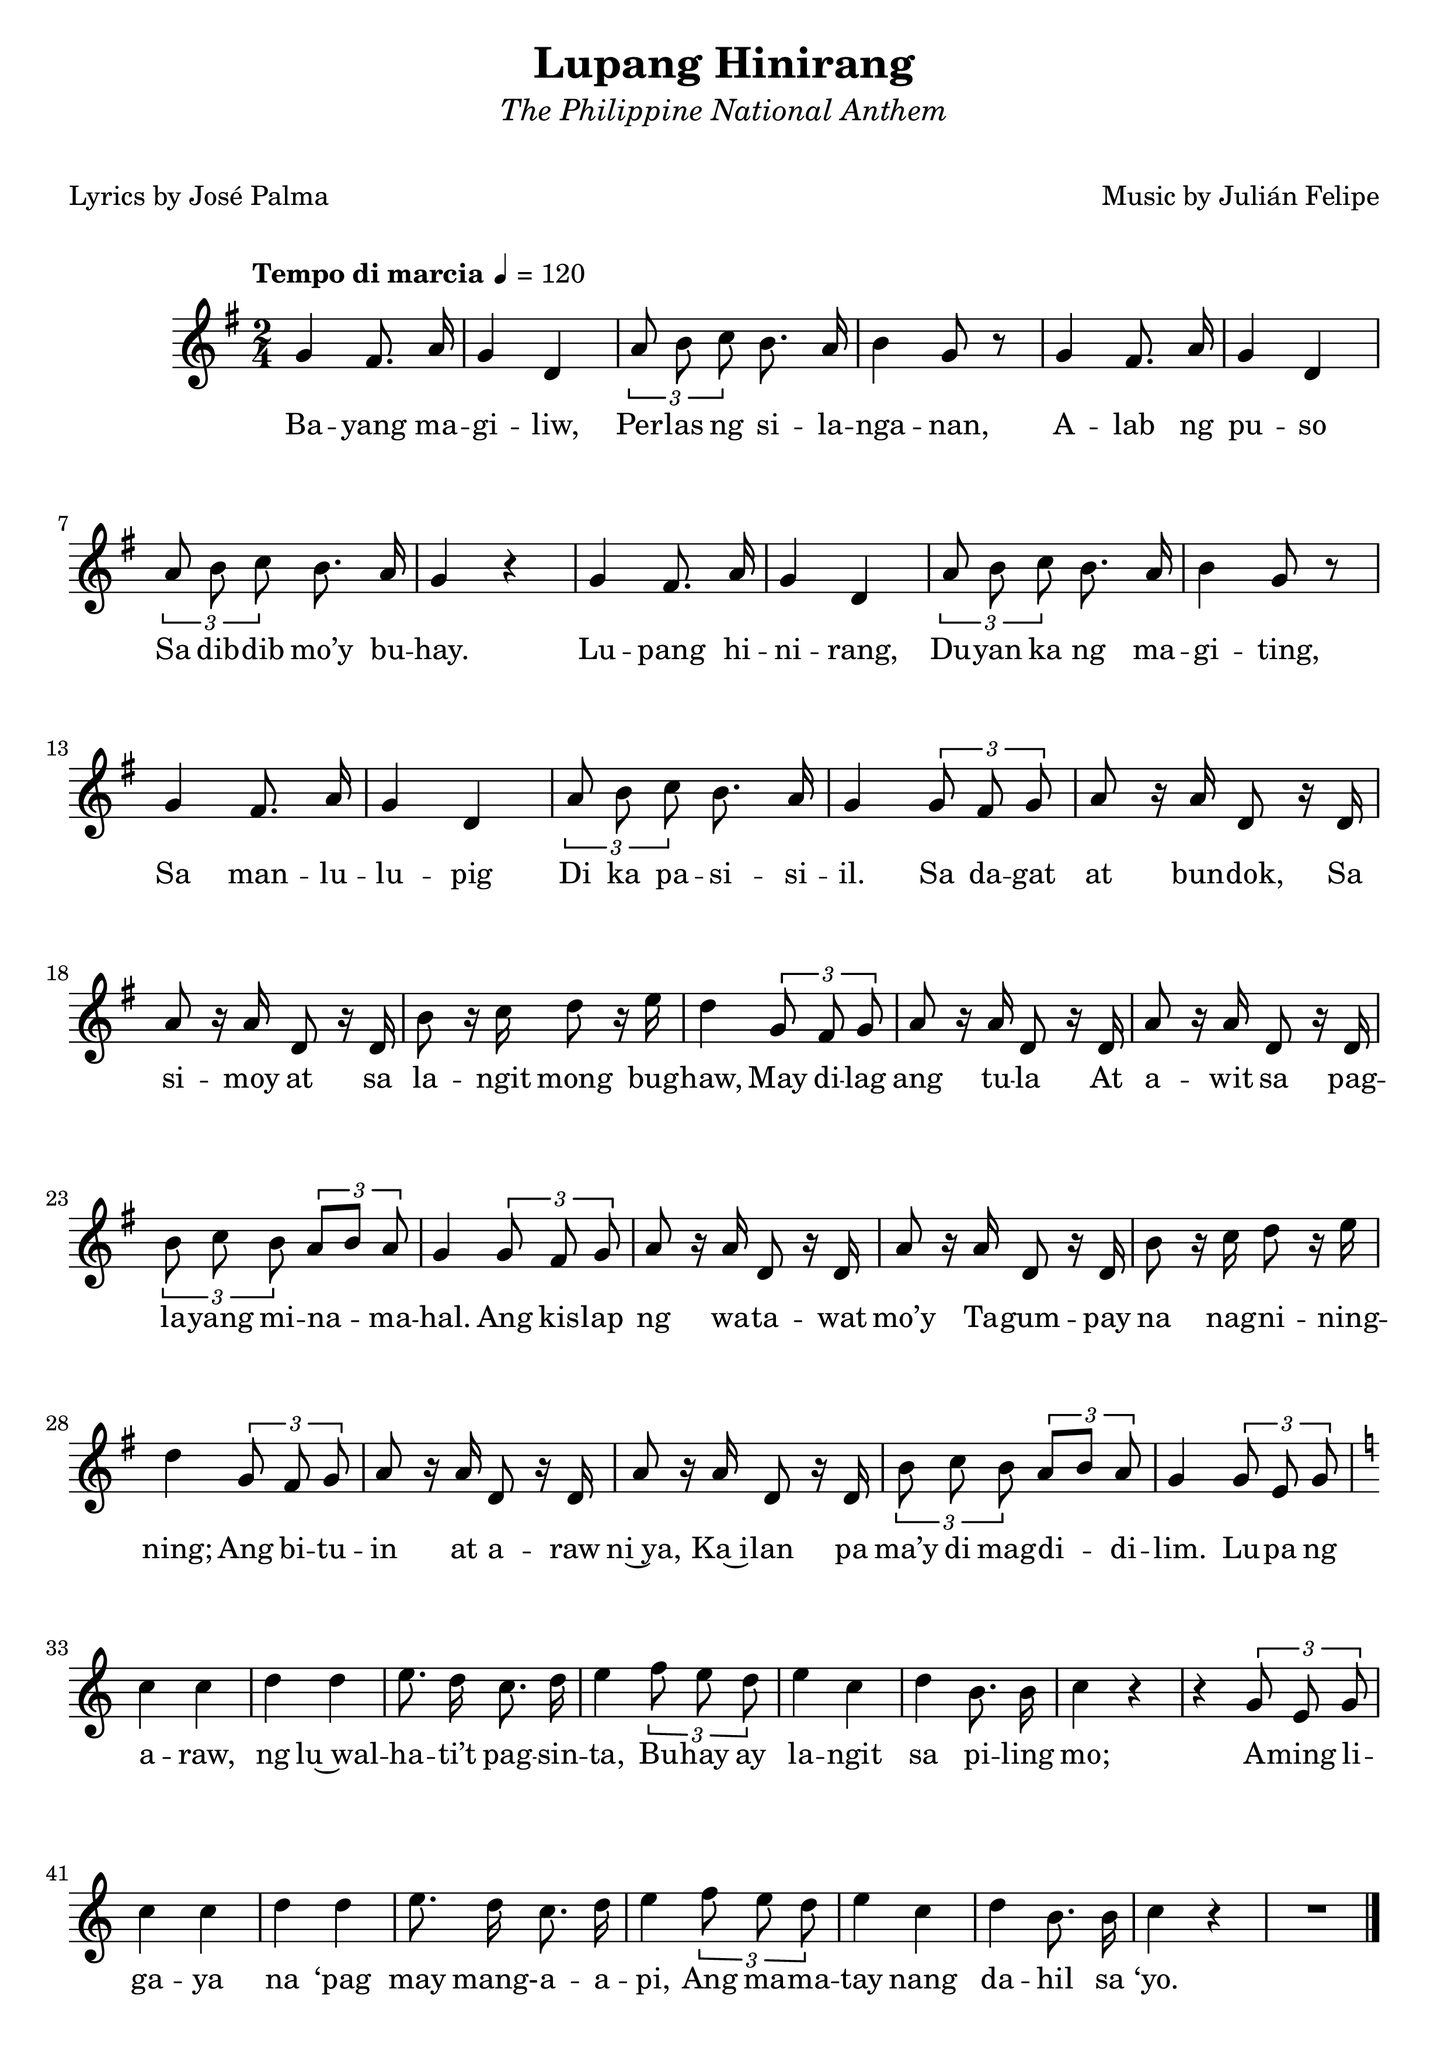 Lupang Hinirang
The Philippine National Anthem
Lyrics by José Palma
Music by Julián Felipe
Tempo di marcia ♩ = 120
2
4
3
Ba -- yang ma -- gi -- liw, Perlas ng si -- la -- nga -- nan, A -- lab ng pu -- so
7
3 3
Sa dibdib mo’y bu -- hay. Lu -- pang hi -- ni -- rang, Duyan ka ng ma -- gi -- ting,
13
3 3
Sa man -- lu -- lu -- pig Di ka pa -- si -- si -- il. Sa da -- gat at bundok, Sa
18
3
si -- moy at sa la -- ngit mong bughaw, May di -- lag ang tu -- la At a -- wit sa pag --
23
3 3 3
layang mi -- na -- ma -- hal. Ang kislap ng wata -- wat mo’y Tagum -- pay na nagni -- ning --
28
3 3 3 3
ning; Ang bi -- tu -- in at a -- raw ni‿ya, Ka‿ilan pa ma’y di magdi -- di -- lim. Lupa ng
33
3 3
a -- raw, ng lu‿wal -- ha -- ti’t pag -- sin -- ta, Buhay ay la -- ngit sa pi -- ling mo; Aming li --
41
3
ga -- ya na ‘pag may mang-a -- a -- pi, Ang mama -- tay nang da -- hil sa ‘yo.